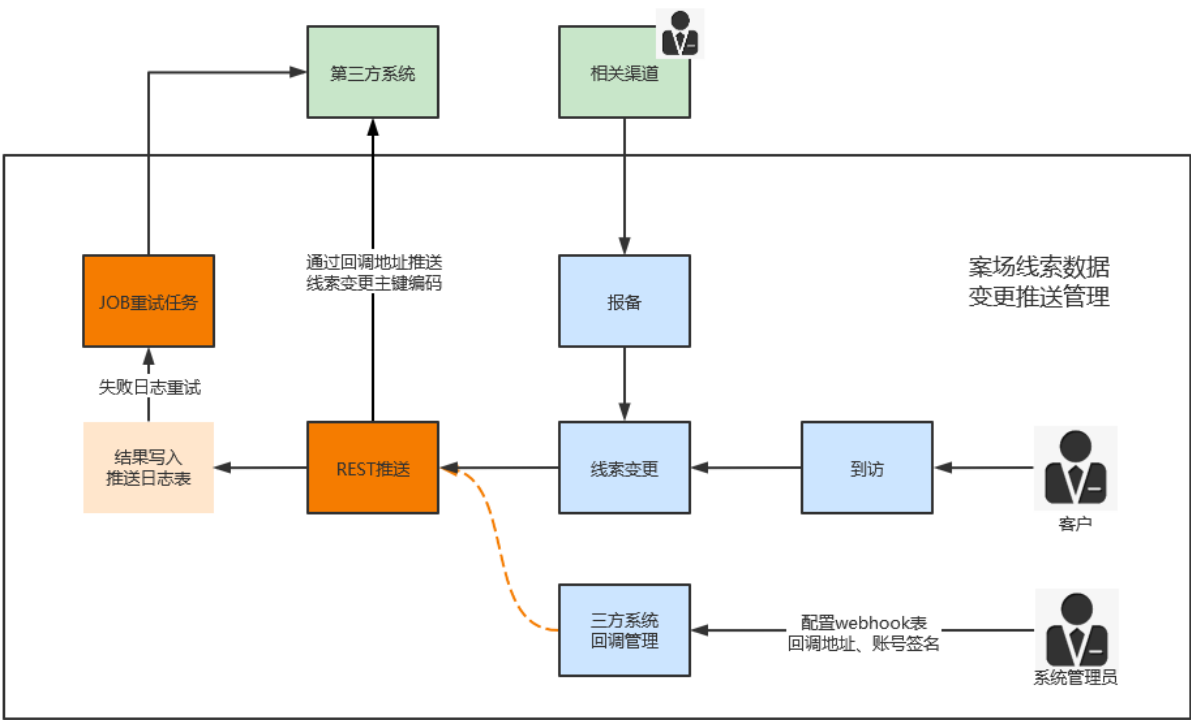 第三方系统
相关渠道
通过回调地址推送
线索变更主键编码
案场线索数据
变更推送管理
JOB重试任务
报备
失败日志重试
结果写入
推送日志表
REST推送
线索变更
到访
客户
三方系统
回调管理
配置webhook表
回调地址、账号签名
系统管理员